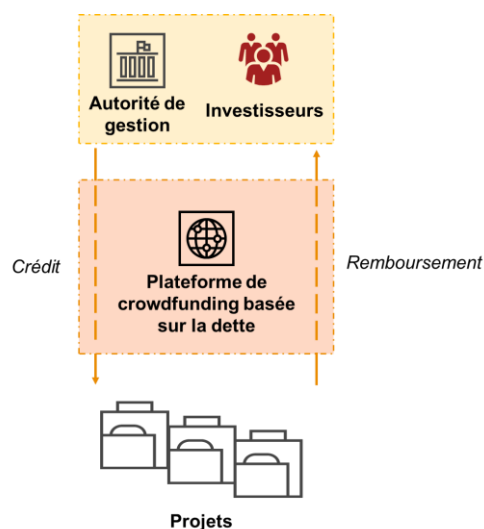 Autorité de
gestion
Investisseurs
Crédit
Plateforme de
crowdfunding basée
sur la dette
Remboursement
Projets